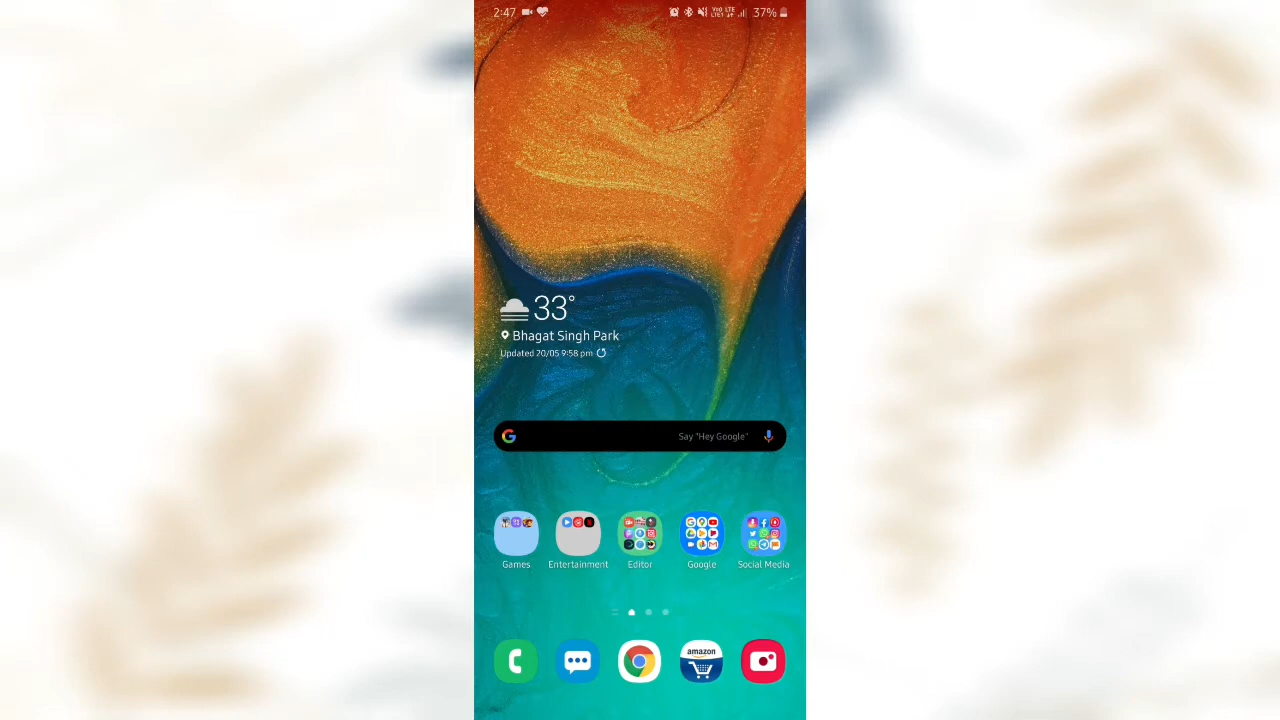 2:47
37%
33°
Bhagat Singh Park
Updated 20/05 9:58 pm
Say "Hey Google"
Games Entertainment Editor Google Social Media
amazon